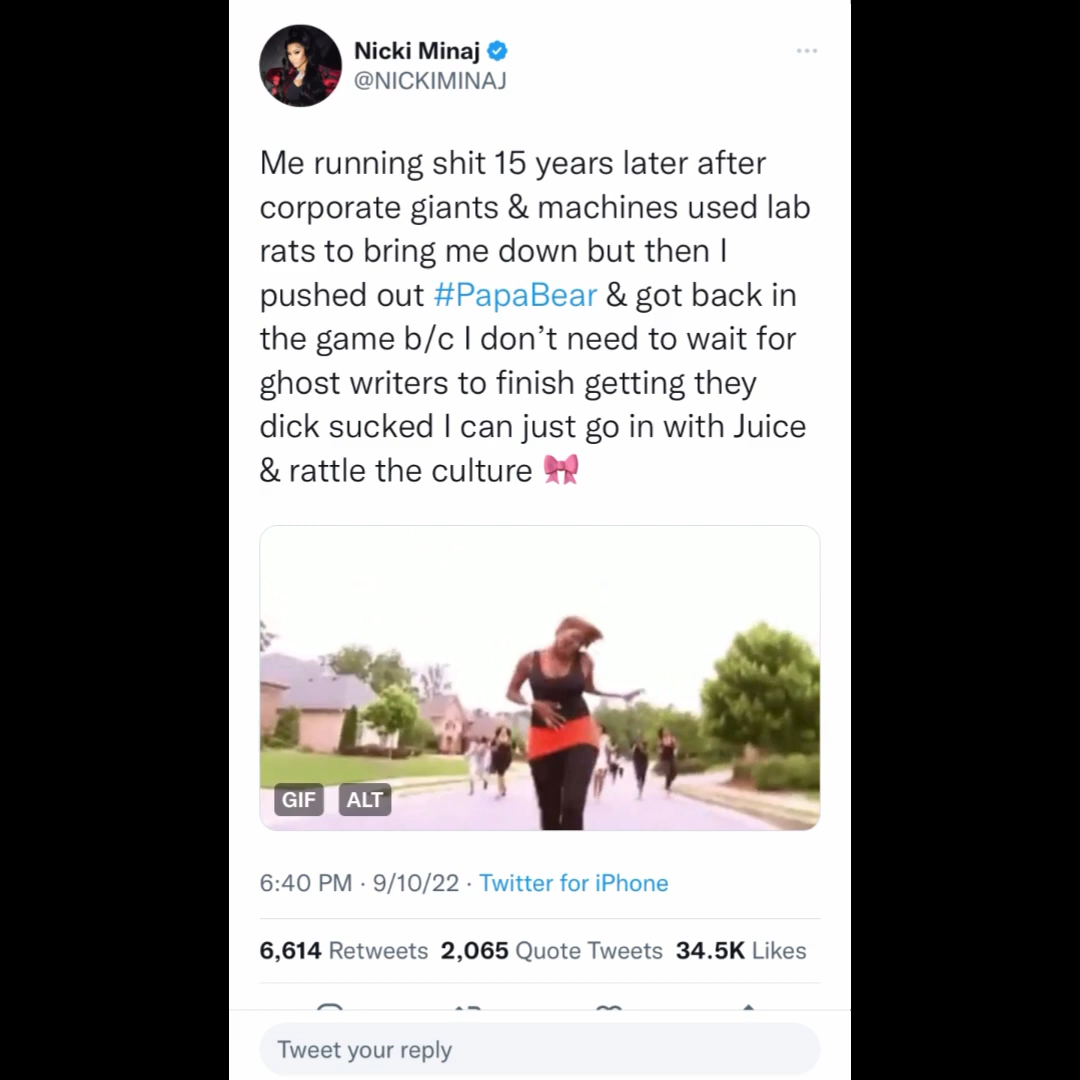 Nicki Minaj
@NICKIMINAJ
Me running shit 15 years later after
corporate giants & machines used lab
rats to bring me down but then I
pushed out #PapaBear & got back in
the game b/c I don’t need to wait for
ghost writers to finish getting they
dick sucked I can just go in with Juice
& rattle the culture 🎀
GIF ALT
6:40 PM · 9/10/22 · Twitter for iPhone
6,614 Retweets 2,065 Quote Tweets 34.5K Likes
Tweet your reply